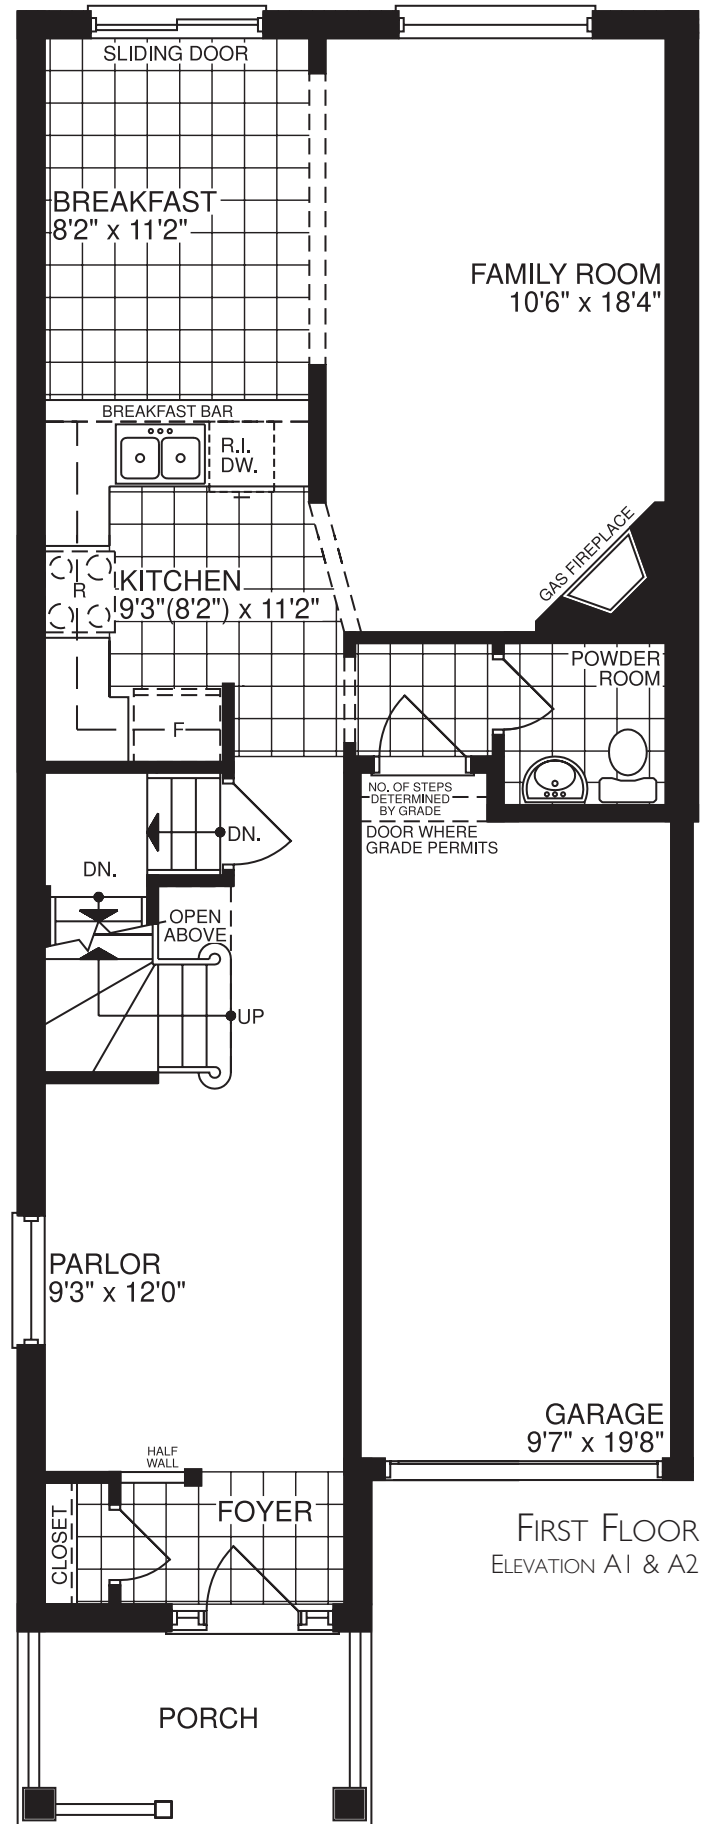 SLIDING DOOR
BREAKFAST
8'2" x 11'2"
FAMILY ROOM
10'6" x 18'4"
BREAKFAST BAR
R.I.
DW.
GAS FIREPLACE
R
KITCHEN
9'3"(8'2") x 11'2"
POWDER
ROOM
F
NO. OF STEPS
DETERMINED
BY GRADE
DOOR WHERE
GRADE PERMITS
DN.
DN.
OPEN
ABOVE
UP
PARLOR
9'3" x 12'0"
GARAGE
9'7" x 19'8"
HALF
WALL
FOYER
CLOSET
FIRST FLOOR
ELEVATION A1 & A2
PORCH